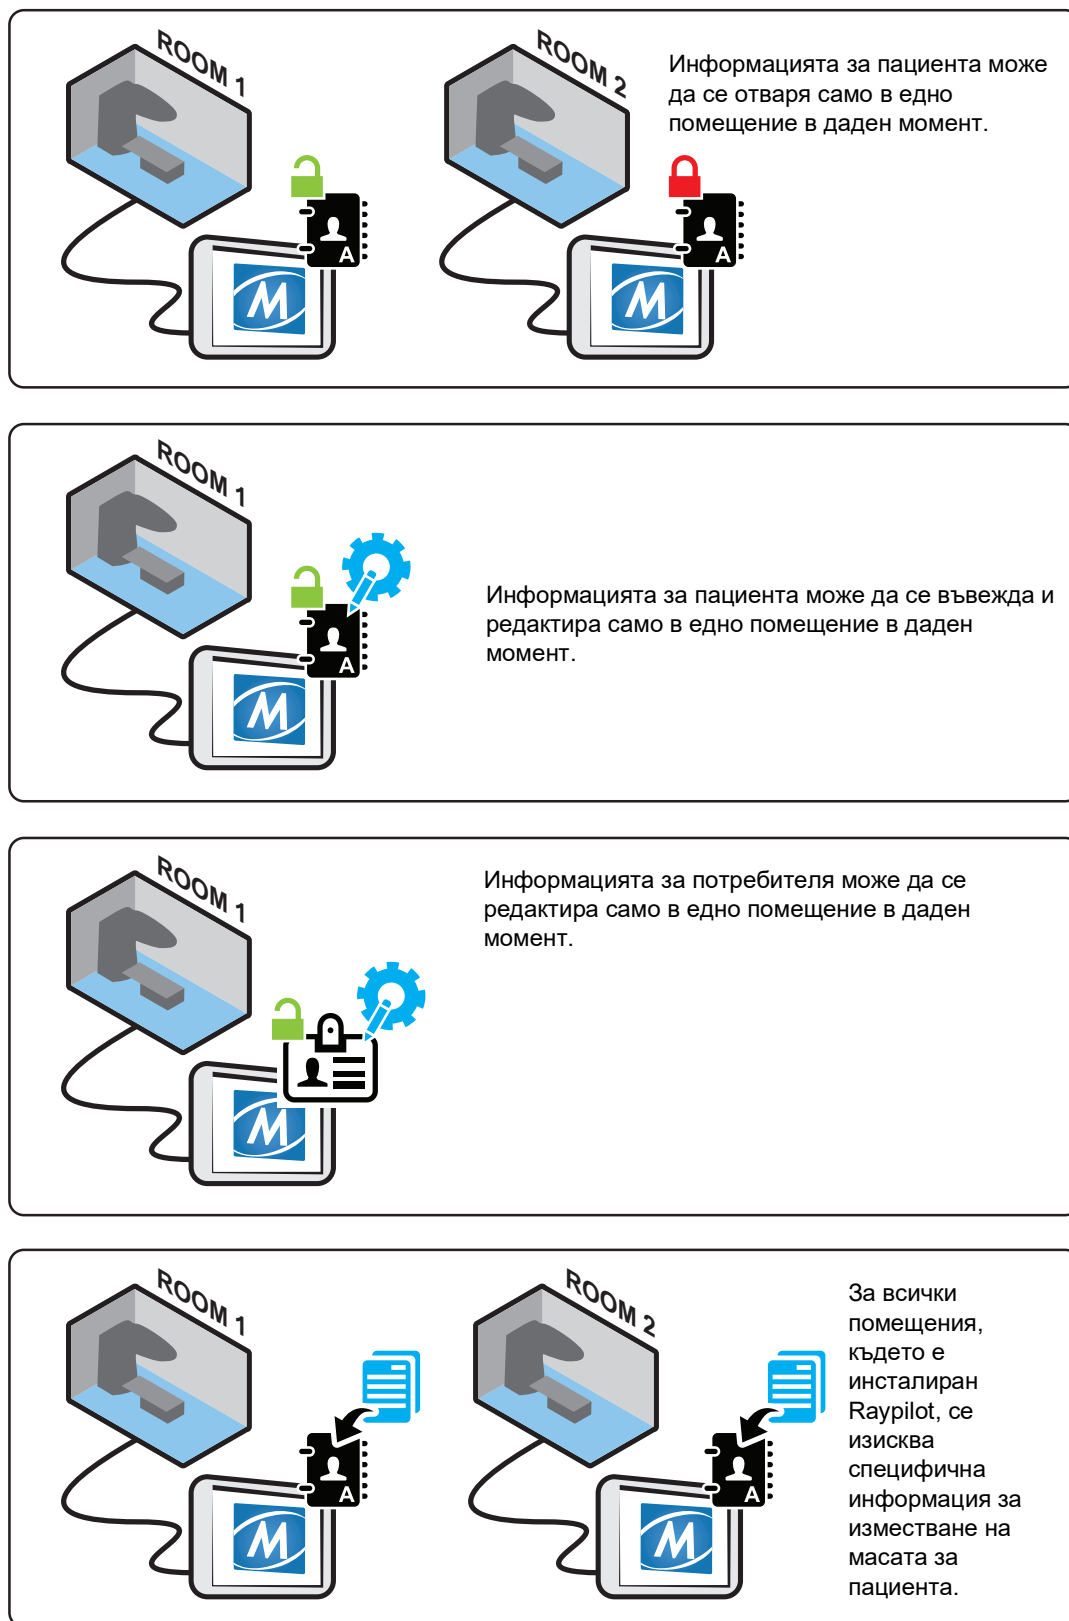 ROOM 1
ROOM 2
Информацията за пациента може
да се отваря само в едно
помещение в даден момент.
A
A
M
M
ROOM 1
Информацията за пациента може да се въвежда и
редактира само в едно помещение в даден
момент.
A
M
ROOM 1
Информацията за потребителя може да се
редактира само в едно помещение в даден
момент.
M
ROOM 1
ROOM 2
За всички
помещения,
където е
инсталиран
Raypilot, се
изисква
специфична
информация за
изместване на
масата за
пациента.
A
A
M
M